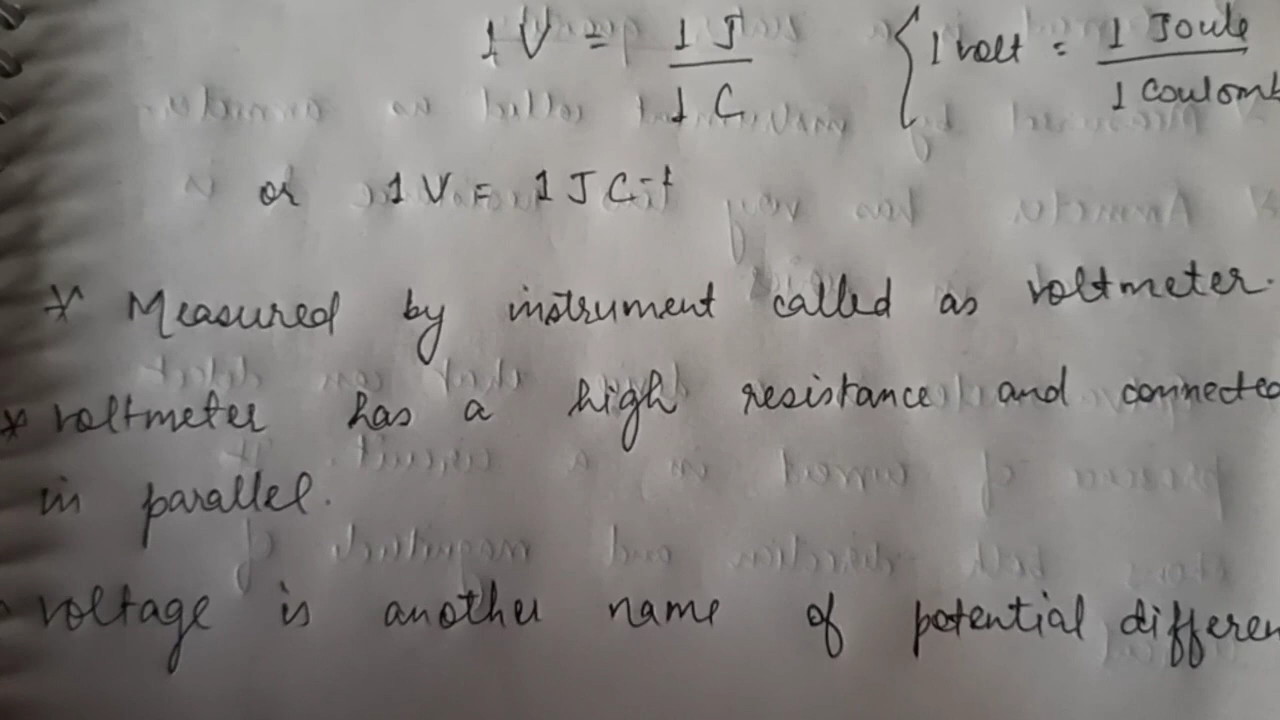 1 V = 1 J / 1 C { 1 volt = 1 Joule / 1 Coulomb
or 1 V = 1 J C⁻¹
* Measured by instrument called as voltmeter.
* voltmeter has a high resistance and connected
in parallel.
voltage is another name of potential differen